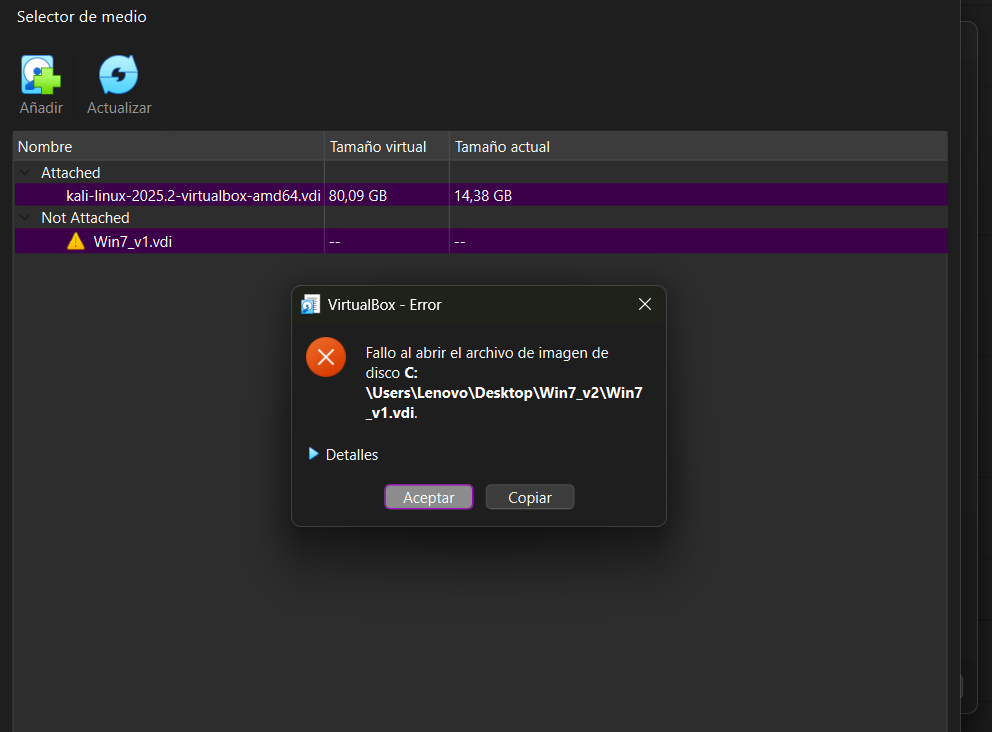 Selector de medio
Añadir
Actualizar
Nombre Tamaño virtual Tamaño actual
Attached
kali-linux-2025.2-virtualbox-amd64.vdi 80,09 GB 14,38 GB
Not Attached
Win7_v1.vdi -- --
VirtualBox - Error
Fallo al abrir el archivo de imagen de
disco C:
\Users\Lenovo\Desktop\Win7_v2\Win7
_v1.vdi.
Detalles
Aceptar
Copiar